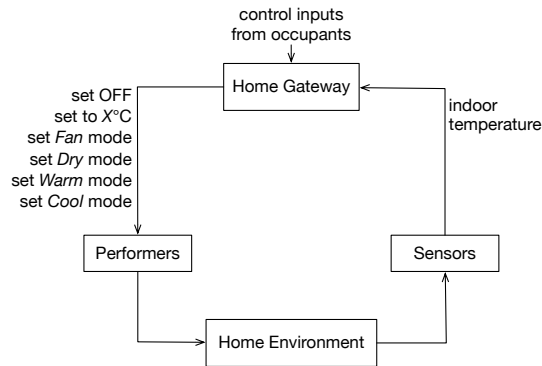 control inputs
from occupants
Home Gateway
set OFF
set to X°C
set Fan mode
set Dry mode
set Warm mode
set Cool mode
indoor
temperature
Performers
Sensors
Home Environment